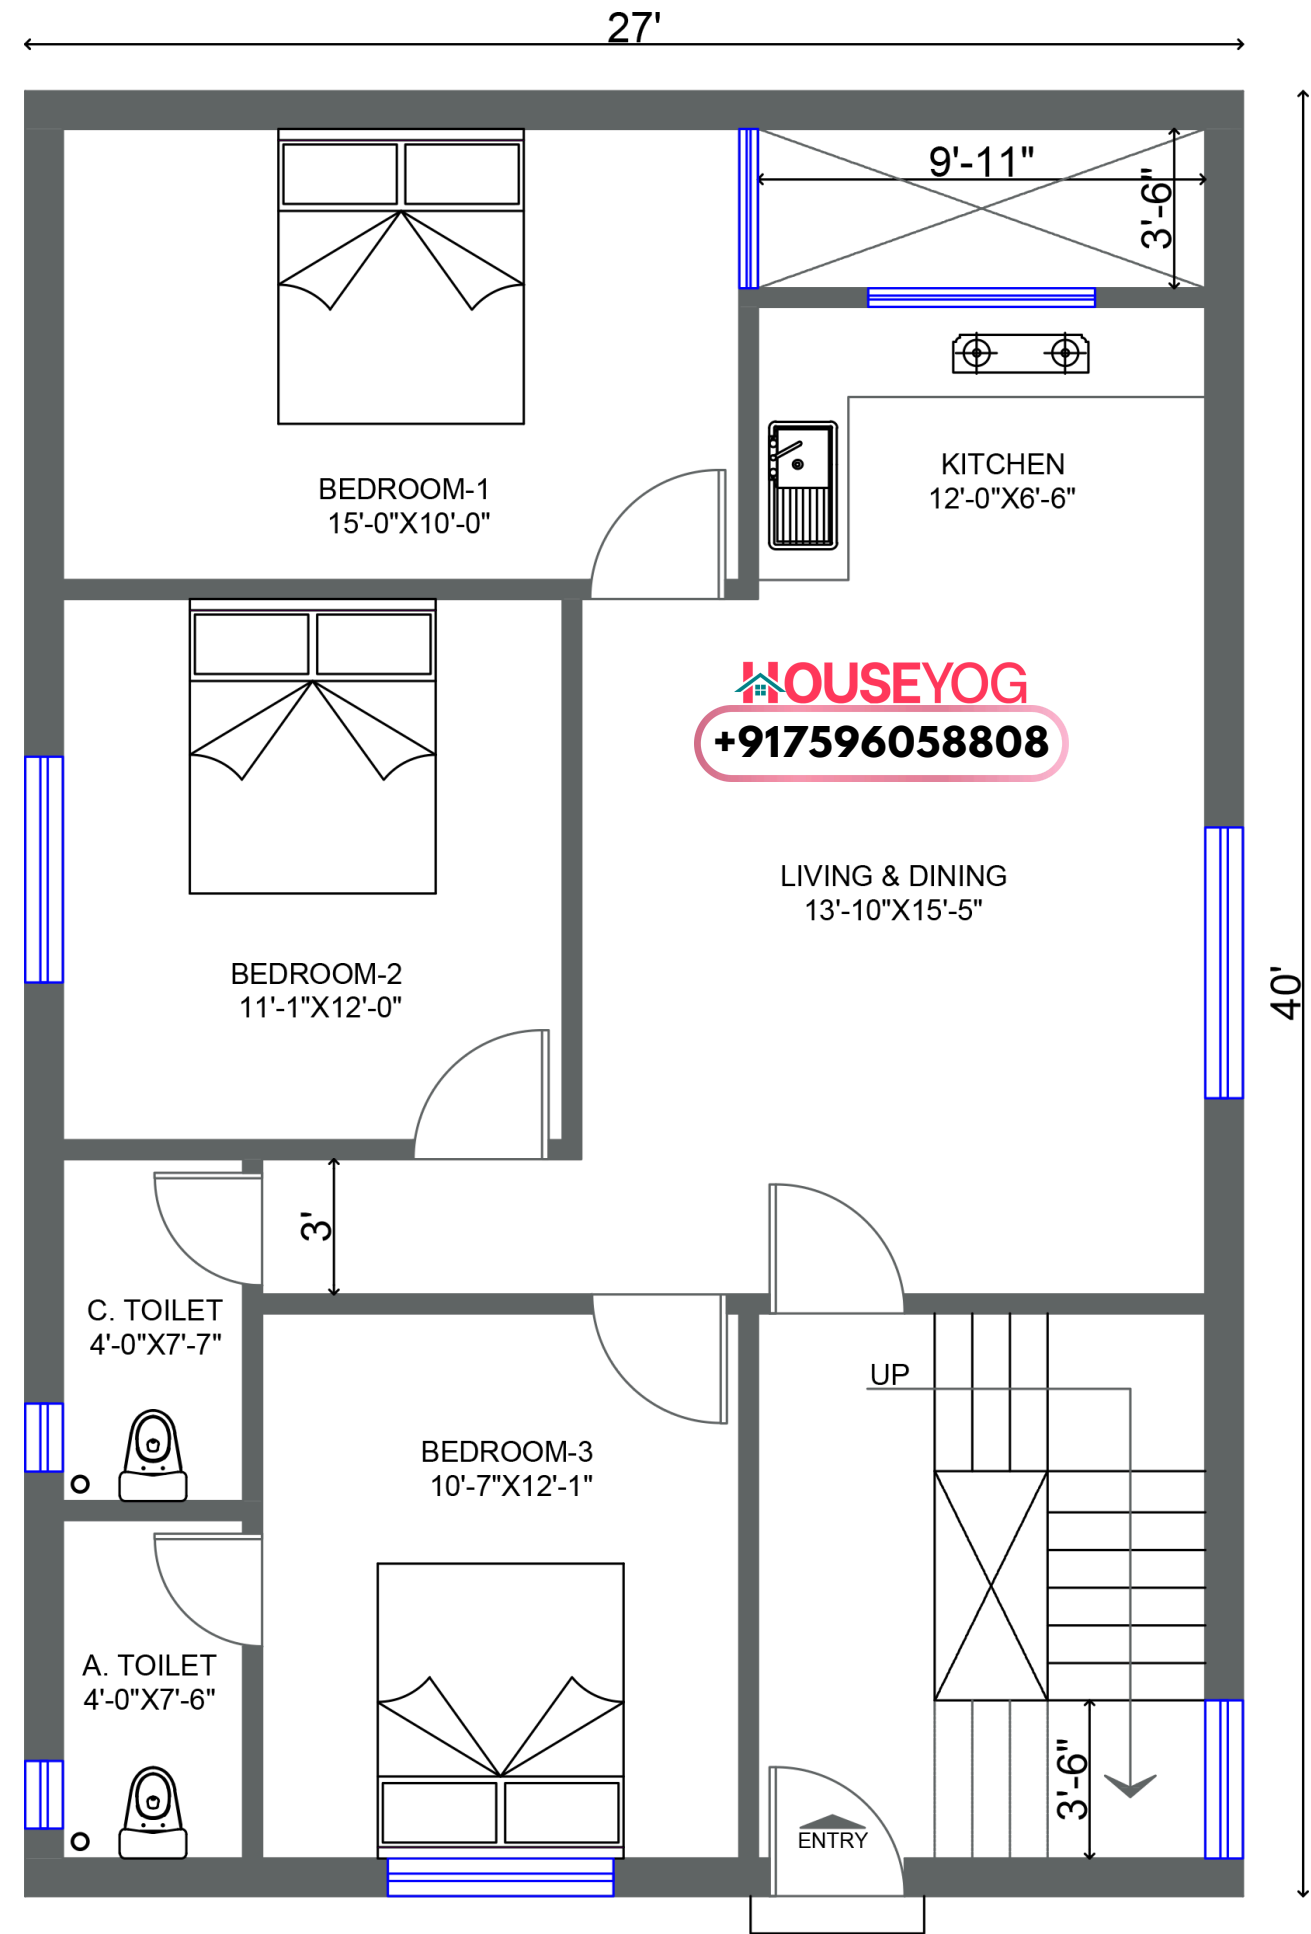 27'
9'-11"
3'-6"
KITCHEN
12'-0"X6'-6"
BEDROOM-1
15'-0"X10'-0"
HOUSEYOG
+917596058808
LIVING & DINING
13'-10"X15'-5"
BEDROOM-2
11'-1"X12'-0"
40'
3'
C. TOILET
4'-0"X7'-7"
UP
BEDROOM-3
10'-7"X12'-1"
A. TOILET
4'-0"X7'-6"
3'-6"
ENTRY